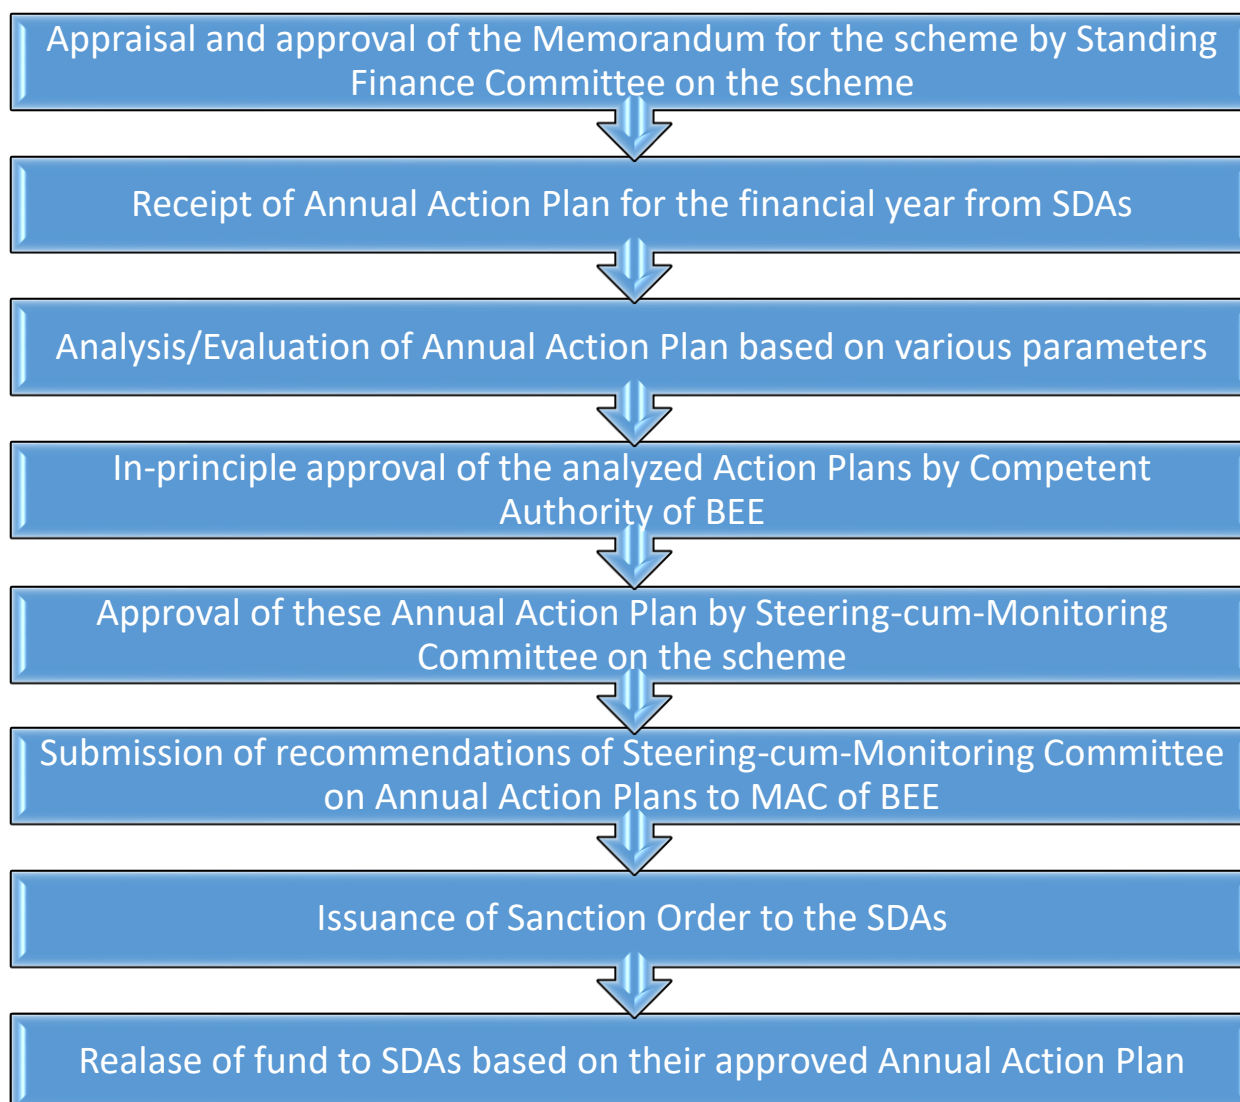 Appraisal and approval of the Memorandum for the scheme by Standing
Finance Committee on the scheme
Receipt of Annual Action Plan for the financial year from SDAs
Analysis/Evaluation of Annual Action Plan based on various parameters
In-principle approval of the analyzed Action Plans by Competent
Authority of BEE
Approval of these Annual Action Plan by Steering-cum-Monitoring
Committee on the scheme
Submission of recommendations of Steering-cum-Monitoring Committee
on Annual Action Plans to MAC of BEE
Issuance of Sanction Order to the SDAs
Realase of fund to SDAs based on their approved Annual Action Plan